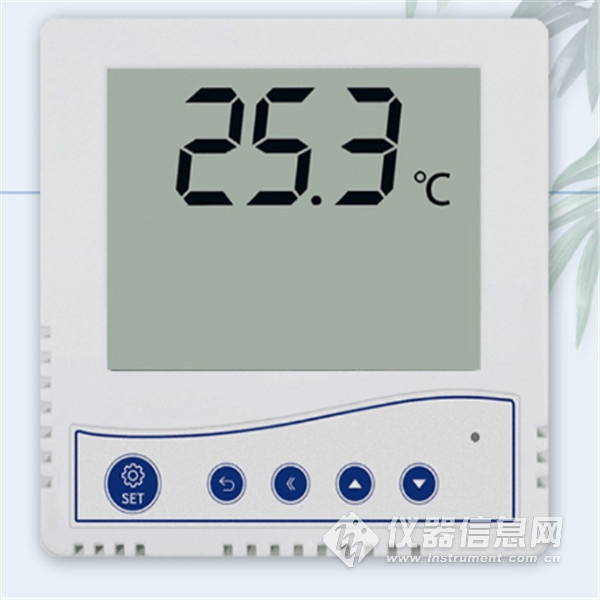 25.3 ℃
SET
仪器信息网
www.instrument.com.cn